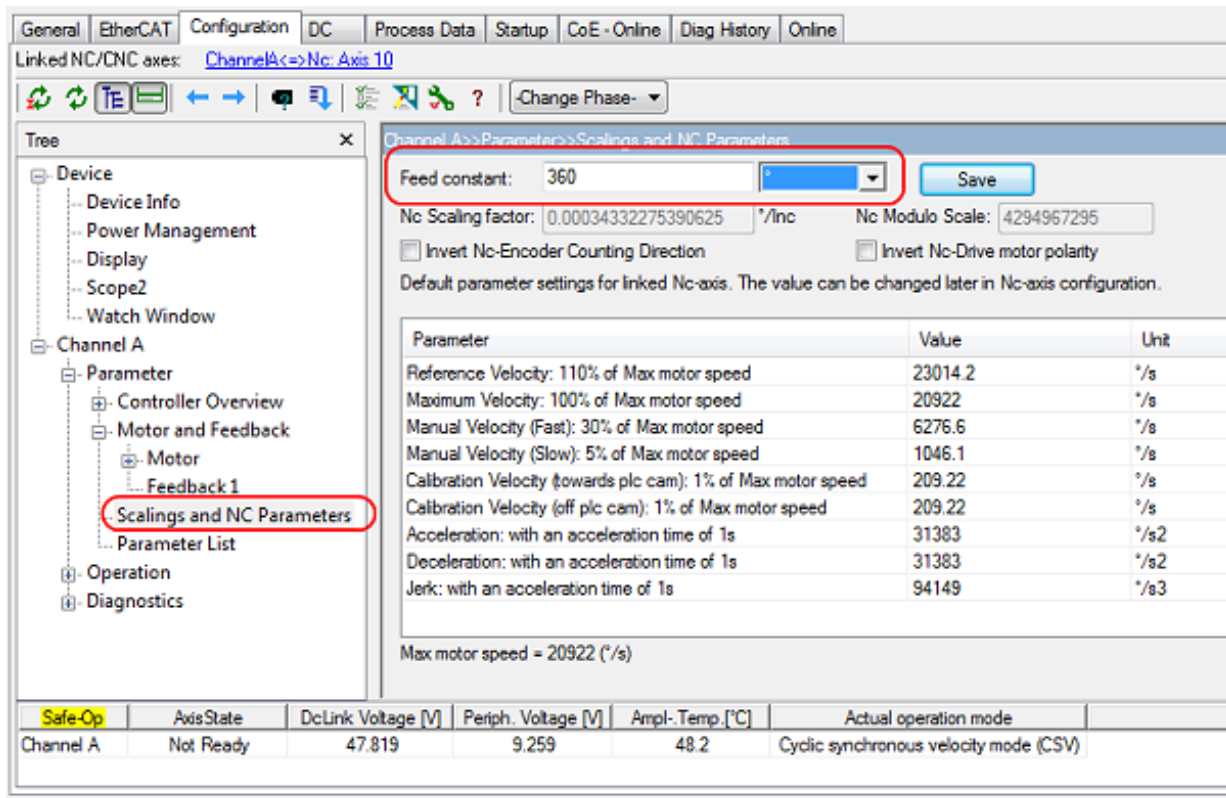 General EtherCAT Configuration DC Process Data Startup CoE - Online Diag History Online
Linked NC/CNC axes: ChannelA<=>Nc: Axis 10
TE ? -Change Phase-
Tree x
Device
Device Info
Power Management
Display
Scope2
Watch Window
Channel A
Parameter
Controller Overview
Motor and Feedback
Motor
Feedback 1
Scalings and NC Parameters
Parameter List
Operation
Diagnostics
Channel A>>Parameter>>Scalings and NC Parameters
Feed constant: 360 ° Save
Nc Scaling factor: 0.00034332275390625 °/Inc Nc Modulo Scale: 4294967295
Invert Nc-Encoder Counting Direction Invert Nc-Drive motor polarity
Default parameter settings for linked Nc-axis. The value can be changed later in Nc-axis configuration.
Parameter Value Unit
Reference Velocity: 110% of Max motor speed 23014.2 °/s
Maximum Velocity: 100% of Max motor speed 20922 °/s
Manual Velocity (Fast): 30% of Max motor speed 6276.6 °/s
Manual Velocity (Slow): 5% of Max motor speed 1046.1 °/s
Calibration Velocity (towards plc cam): 1% of Max motor speed 209.22 °/s
Calibration Velocity (off plc cam): 1% of Max motor speed 209.22 °/s
Acceleration: with an acceleration time of 1s 31383 °/s2
Deceleration: with an acceleration time of 1s 31383 °/s2
Jerk: with an acceleration time of 1s 94149 °/s3
Max motor speed = 20922 (°/s)
Safe-Op AxisState DcLink Voltage [V] Periph. Voltage [V] Ampl-.Temp.[°C] Actual operation mode
Channel A Not Ready 47.819 9.259 48.2 Cyclic synchronous velocity mode (CSV)